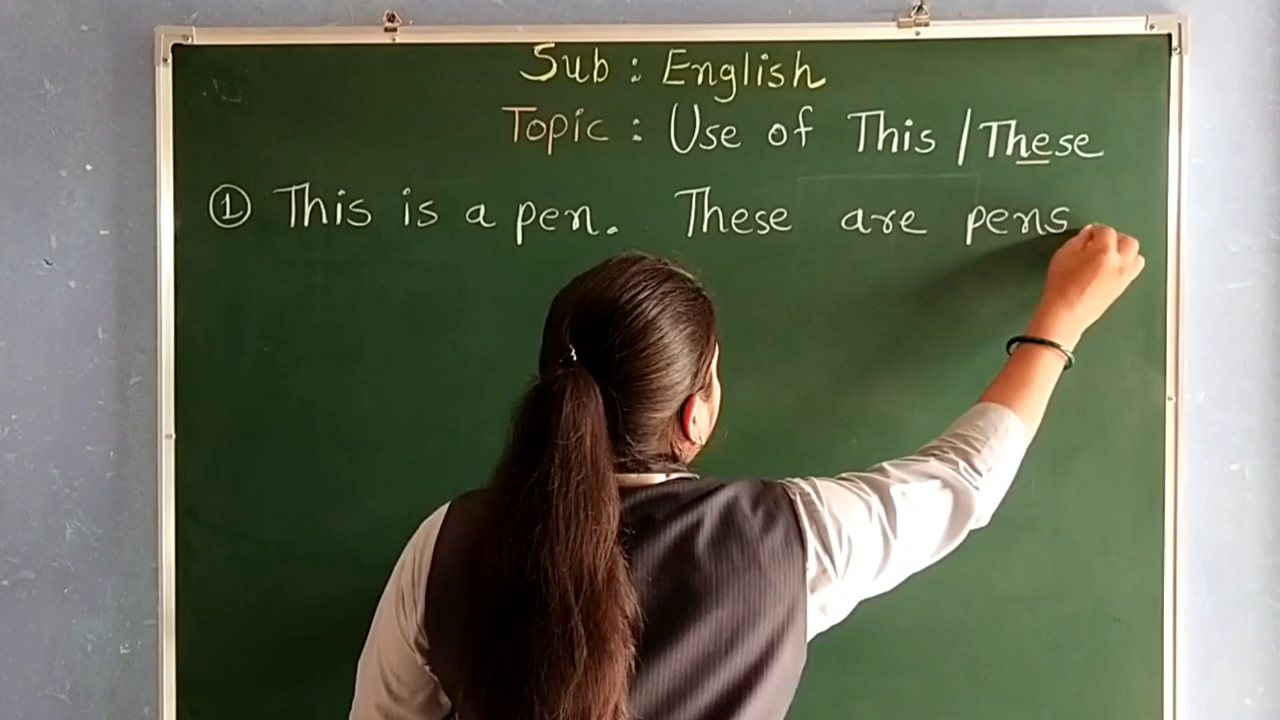 Sub : English
Topic : Use of This / These
① This is a pen. These are pens